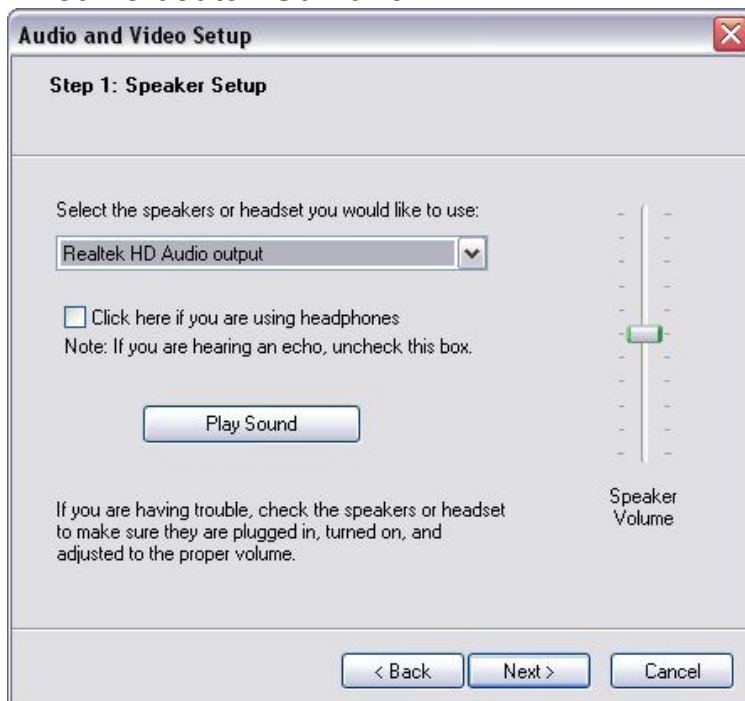 Audio and Video Setup
Step 1: Speaker Setup
Select the speakers or headset you would like to use:
Realtek HD Audio output
Click here if you are using headphones
Note: If you are hearing an echo, uncheck this box.
Play Sound
If you are having trouble, check the speakers or headset
to make sure they are plugged in, turned on, and
adjusted to the proper volume.
Speaker
Volume
< Back
Next >
Cancel